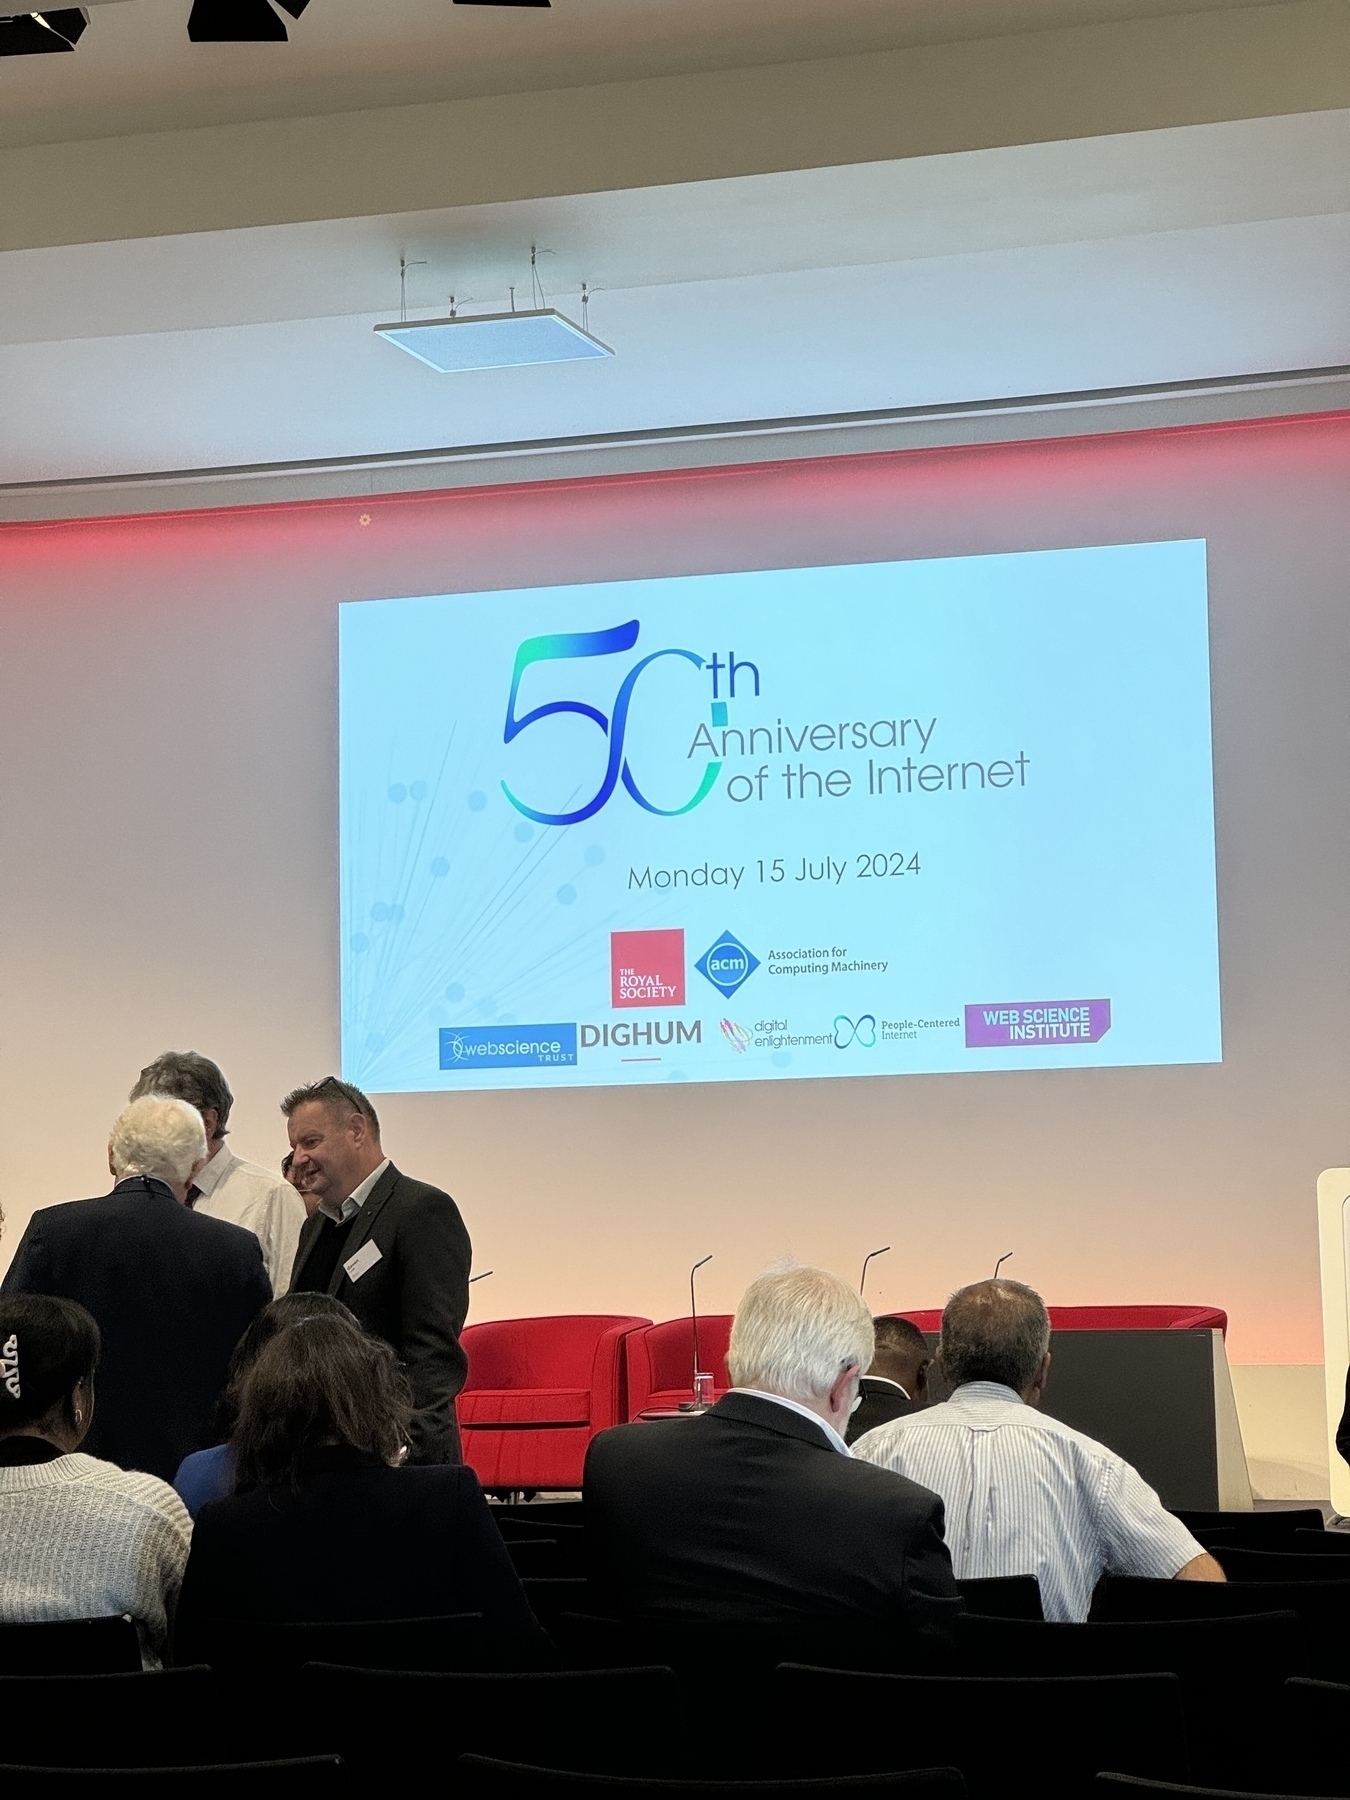 50th
Anniversary
of the Internet
Monday 15 July 2024
THE
ROYAL
SOCIETY
acm
Association for
Computing Machinery
webscience
TRUST
DIGHUM
digital
enlightenment
People-Centered
Internet
WEB SCIENCE
INSTITUTE